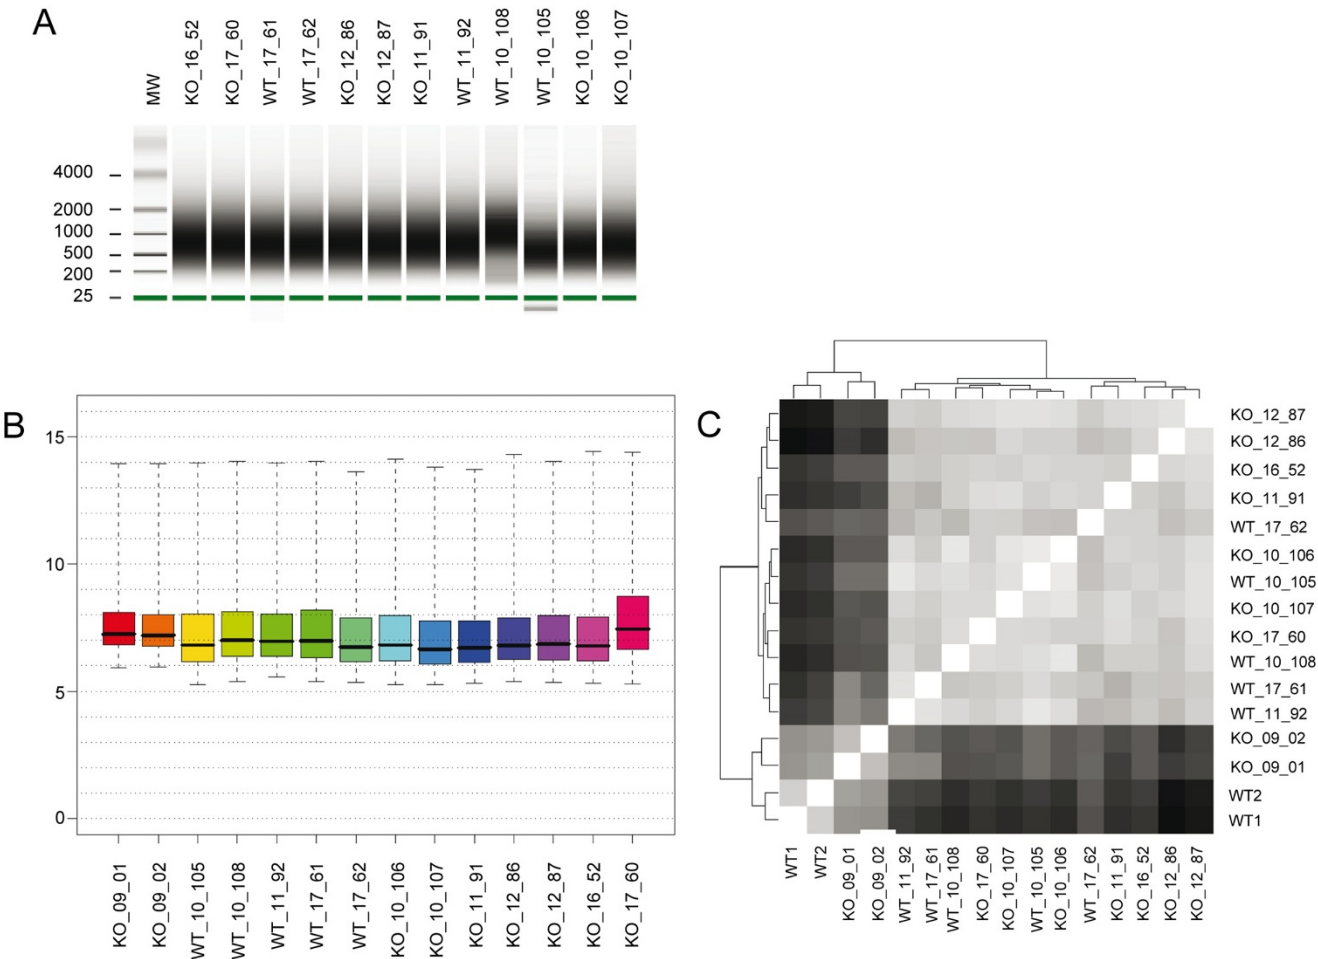 A
MW
KO_16_52
KO_17_60
WT_17_61
WT_17_62
KO_12_86
KO_12_87
KO_11_91
WT_11_92
WT_10_108
WT_10_105
KO_10_106
KO_10_107
4000
2000
1000
500
200
25
B
15
10
5
0
KO_09_01
KO_09_02
WT_10_105
WT_10_108
WT_11_92
WT_17_61
WT_17_62
KO_10_106
KO_10_107
KO_11_91
KO_12_86
KO_12_87
KO_16_52
KO_17_60
C
KO_12_87
KO_12_86
KO_16_52
KO_11_91
WT_17_62
KO_10_106
WT_10_105
KO_10_107
KO_17_60
WT_10_108
WT_17_61
WT_11_92
KO_09_02
KO_09_01
WT2
WT1
WT1
WT2
KO_09_01
KO_09_02
WT_11_92
WT_17_61
WT_10_108
KO_17_60
KO_10_107
WT_10_105
KO_10_106
WT_17_62
KO_11_91
KO_16_52
KO_12_86
KO_12_87